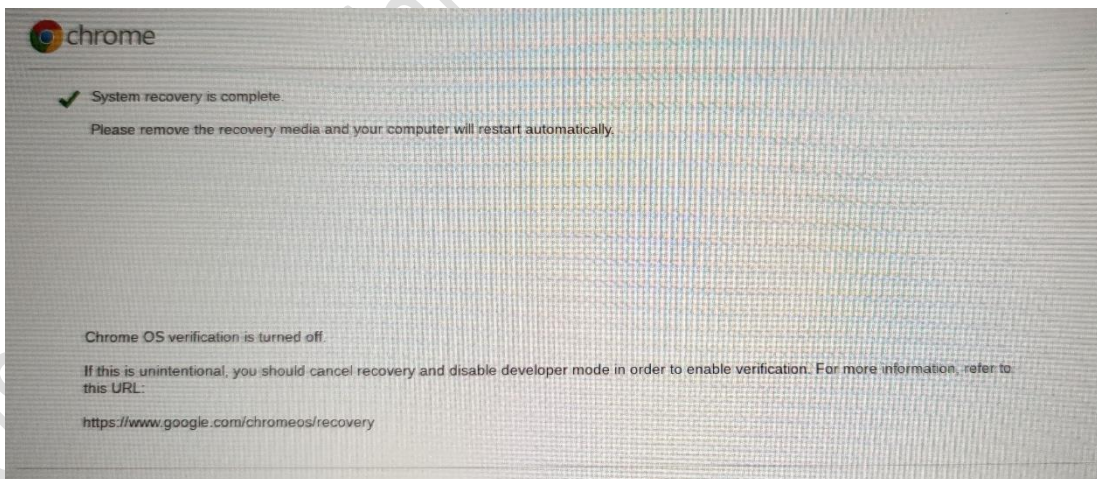 chrome
System recovery is complete.
Please remove the recovery media and your computer will restart automatically.
Chrome OS verification is turned off.
If this is unintentional, you should cancel recovery and disable developer mode in order to enable verification. For more information, refer to
this URL:
https://www.google.com/chromeos/recovery